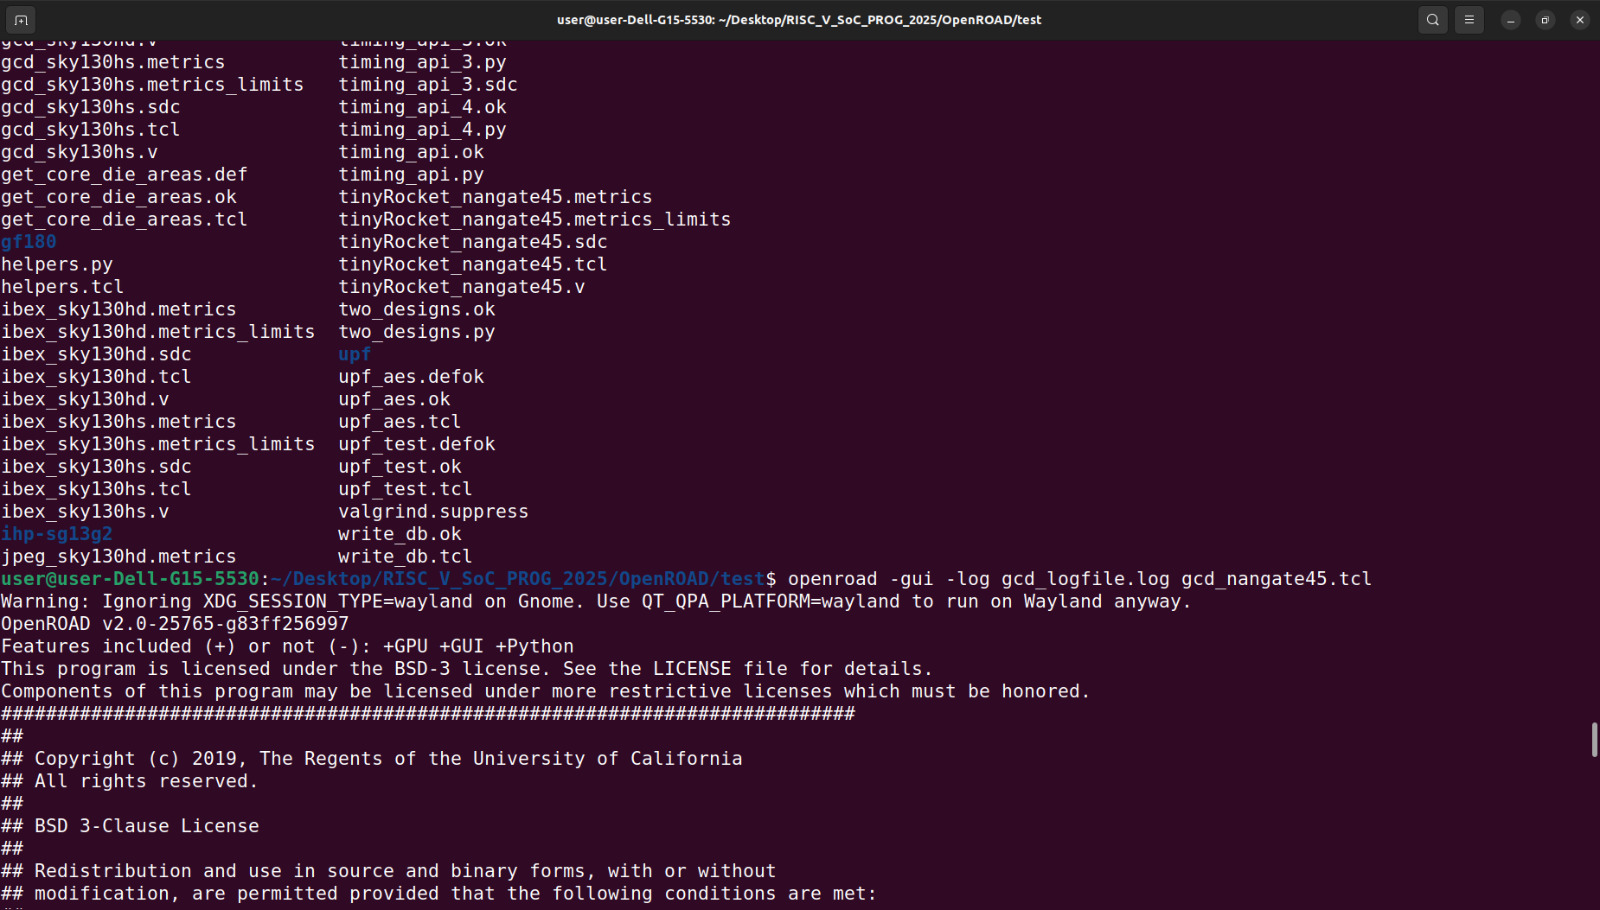 user@user-Dell-G15-5530: ~/Desktop/RISC_V_SoC_PROG_2025/OpenROAD/test
gcd_sky130hd.v                timing_api_3.ok
gcd_sky130hs.metrics          timing_api_3.py
gcd_sky130hs.metrics_limits   timing_api_3.sdc
gcd_sky130hs.sdc              timing_api_4.ok
gcd_sky130hs.tcl              timing_api_4.py
gcd_sky130hs.v                timing_api.ok
get_core_die_areas.def        timing_api.py
get_core_die_areas.ok         tinyRocket_nangate45.metrics
get_core_die_areas.tcl        tinyRocket_nangate45.metrics_limits
gf180                         tinyRocket_nangate45.sdc
helpers.py                    tinyRocket_nangate45.tcl
helpers.tcl                   tinyRocket_nangate45.v
ibex_sky130hd.metrics         two_designs.ok
ibex_sky130hd.metrics_limits  two_designs.py
ibex_sky130hd.sdc             upf
ibex_sky130hd.tcl             upf_aes.defok
ibex_sky130hd.v               upf_aes.ok
ibex_sky130hs.metrics         upf_aes.tcl
ibex_sky130hs.metrics_limits  upf_test.defok
ibex_sky130hs.sdc             upf_test.ok
ibex_sky130hs.tcl             upf_test.tcl
ibex_sky130hs.v               valgrind.suppress
ihp-sg13g2                    write_db.ok
jpeg_sky130hd.metrics         write_db.tcl
user@user-Dell-G15-5530:~/Desktop/RISC_V_SoC_PROG_2025/OpenROAD/test$ openroad -gui -log gcd_logfile.log gcd_nangate45.tcl
Warning: Ignoring XDG_SESSION_TYPE=wayland on Gnome. Use QT_QPA_PLATFORM=wayland to run on Wayland anyway.
OpenROAD v2.0-25765-g83ff256997
Features included (+) or not (-): +GPU +GUI +Python
This program is licensed under the BSD-3 license. See the LICENSE file for details.
Components of this program may be licensed under more restrictive licenses which must be honored.
############################################################################
##
## Copyright (c) 2019, The Regents of the University of California
## All rights reserved.
##
## BSD 3-Clause License
##
## Redistribution and use in source and binary forms, with or without
## modification, are permitted provided that the following conditions are met:
##